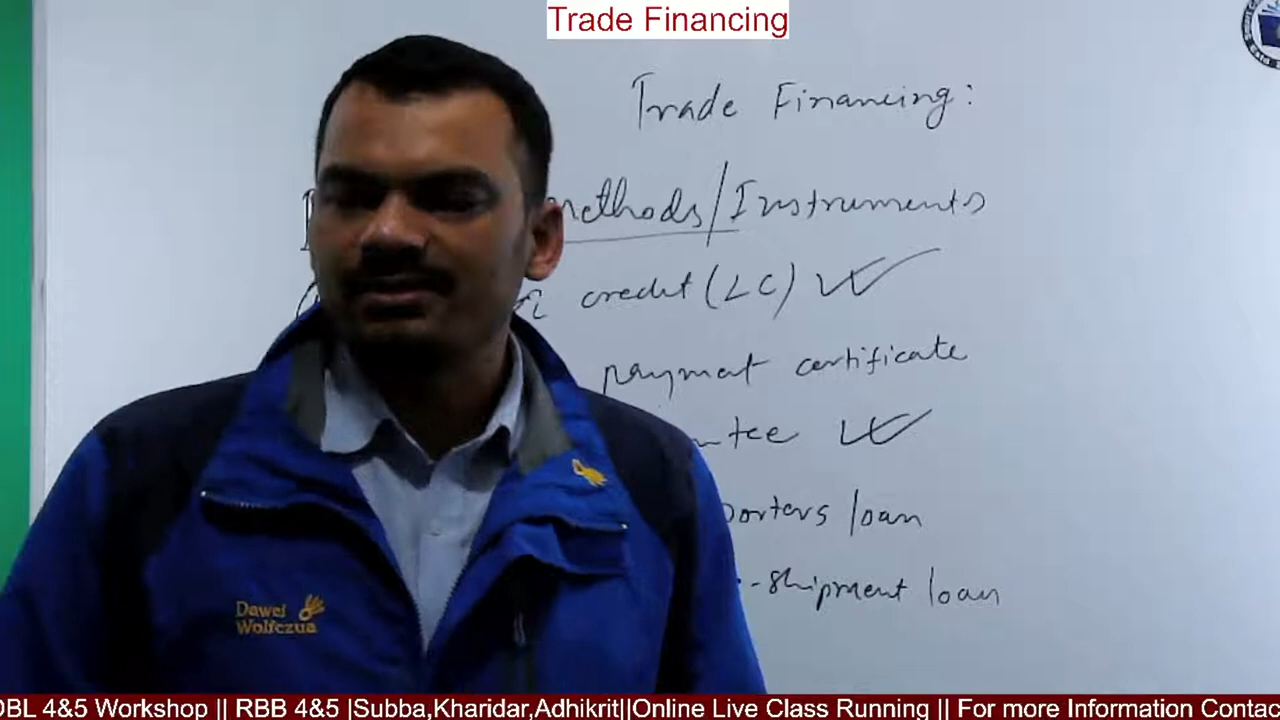 Trade Financing
Trade Financing:
methods/Instruments
credit (LC)
payment certificate
ntee
porters loan
-shipment loan
Dawei
Wolfczua
DBL 4&5 Workshop || RBB 4&5 |Subba,Kharidar,Adhikrit||Online Live Class Running || For more Information Contac